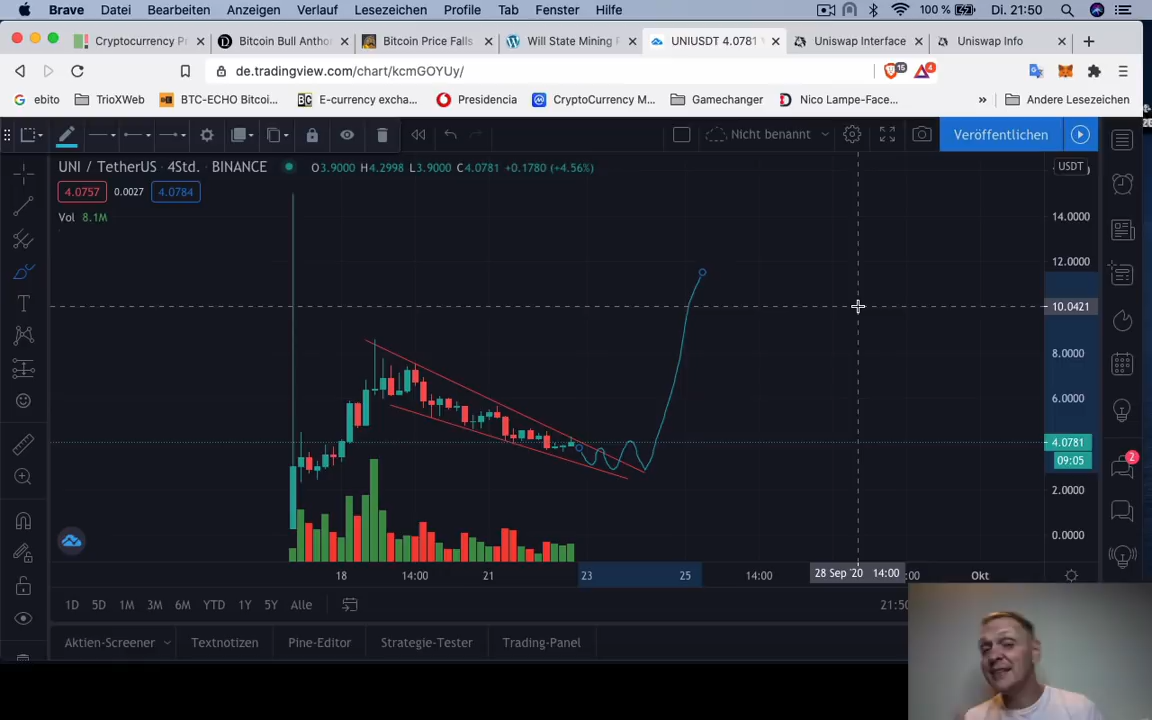 Brave Datei Bearbeiten Anzeigen Verlauf Lesezeichen Profile Tab Fenster Hilfe 100 % Di. 21:50
Cryptocurrency Pr Bitcoin Bull Antho Bitcoin Price Falls Will State Mining P UNIUSDT 4.0781 Uniswap Interface Uniswap Info
de.tradingview.com/chart/kcmGOYUy/ 15 4
ebito TrioXWeb BTC-ECHO Bitcoi... E-currency excha... Presidencia CryptoCurrency M... Gamechanger Nico Lampe-Face... » Andere Lesezeichen
Nicht benannt Veröffentlichen
UNI / TetherUS · 4Std. · BINANCE O3.9000 H4.2998 L3.9000 C4.0781 +0.1780 (+4.56%) USDT
4.0757 0.0027 4.0784
Vol 8.1M
14.0000
12.0000
10.0421
8.0000
6.0000
4.0781
09:05
2
2.0000
0.0000
18 14:00 21 23 25 14:00 28 Sep '20 14:00 :00 Okt
1D 5D 1M 3M 6M YTD 1Y 5Y Alle 21:50
Aktien-Screener Textnotizen Pine-Editor Strategie-Tester Trading-Panel